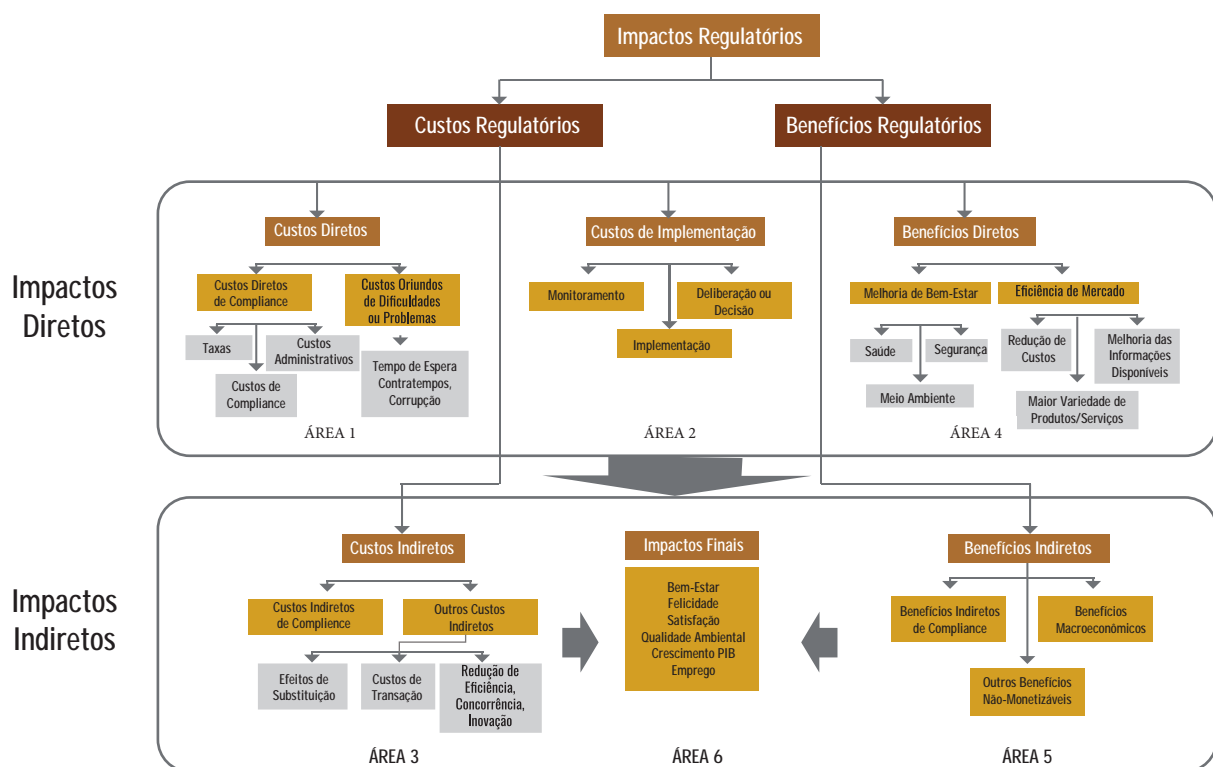 Impactos Regulatórios
Custos Regulatórios
Benefícios Regulatórios
Impactos
Diretos
Custos Diretos
Custos Diretos
de Compliance
Custos Oriundos
de Dificuldades
ou Problemas
Taxas
Custos
Administrativos
Custos de
Compliance
Tempo de Espera
Contratempos,
Corrupção
ÁREA 1
Custos de Implementação
Monitoramento
Deliberação ou
Decisão
Implementação
ÁREA 2
Benefícios Diretos
Melhoria de Bem-Estar
Eficiência de Mercado
Saúde
Segurança
Meio Ambiente
Redução de
Custos
Melhoria das
Informações
Disponíveis
Maior Variedade de
Produtos/Serviços
ÁREA 4
Impactos
Indiretos
Custos Indiretos
Custos Indiretos
de Complience
Outros Custos
Indiretos
Efeitos de
Substituição
Custos de
Transação
Redução de
Eficiência,
Concorrência,
Inovação
ÁREA 3
Impactos Finais
Bem-Estar
Felicidade
Satisfação
Qualidade Ambiental
Crescimento PIB
Emprego
ÁREA 6
Benefícios Indiretos
Benefícios Indiretos
de Compliance
Benefícios
Macroeconômicos
Outros Benefícios
Não-Monetizáveis
ÁREA 5